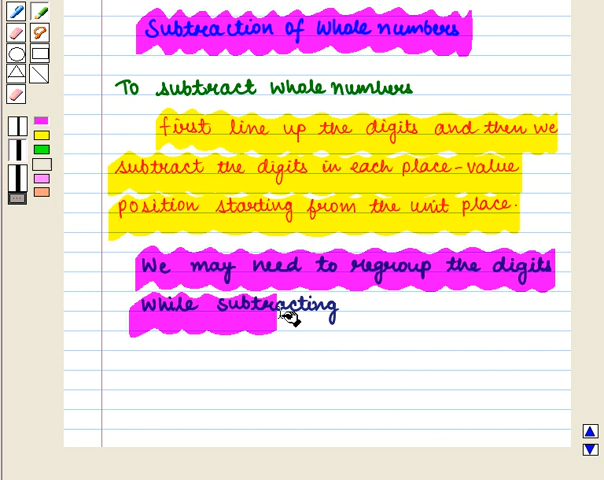 Subtraction of Whole numbers
To subtract whole numbers
first line up the digits and then we
subtract the digits in each place-value
position starting from the unit place.
We may need to regroup the digits
While subtracting